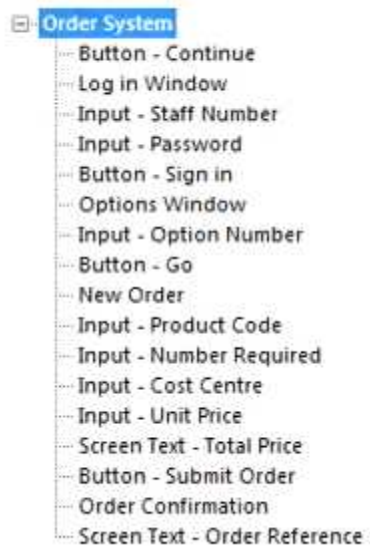 Order System
Button - Continue
Log in Window
Input - Staff Number
Input - Password
Button - Sign in
Options Window
Input - Option Number
Button - Go
New Order
Input - Product Code
Input - Number Required
Input - Cost Centre
Input - Unit Price
Screen Text - Total Price
Button - Submit Order
Order Confirmation
Screen Text - Order Reference